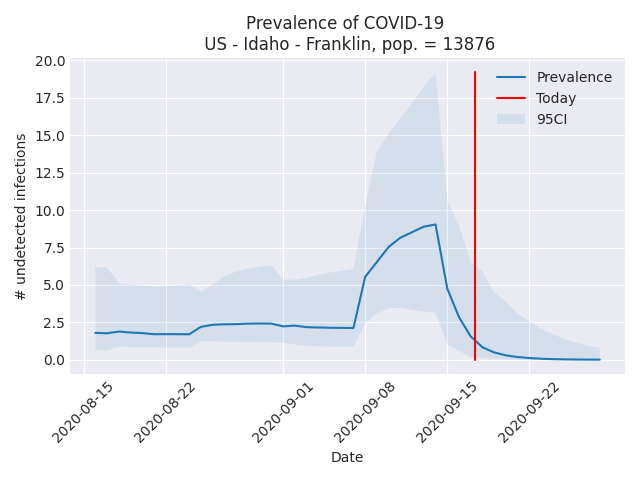 Prevalence of COVID-19
US - Idaho - Franklin, pop. = 13876
20.0
17.5
15.0
12.5
10.0
7.5
5.0
2.5
0.0
# undetected infections
Prevalence
Today
95CI
2020-08-15
2020-08-22
2020-09-01
2020-09-08
2020-09-15
2020-09-22
Date